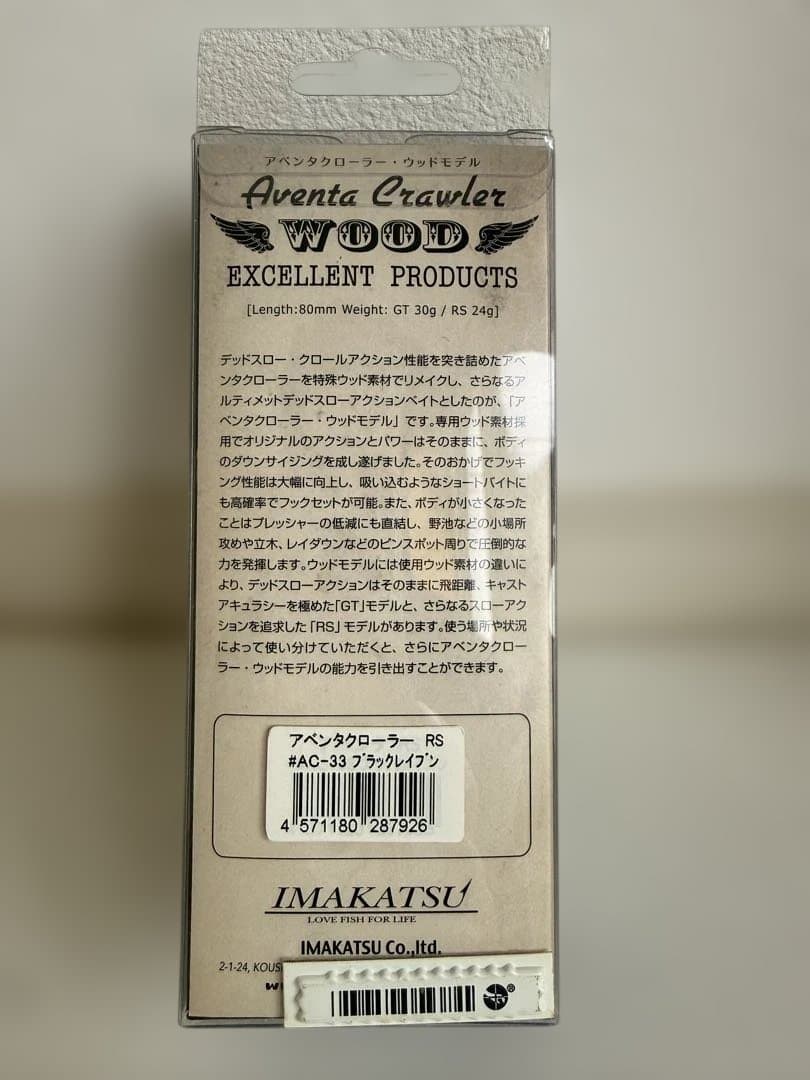 アベンタクローラー・ウッドモデル
Aventa Crawler
WOOD
EXCELLENT PRODUCTS
[Length:80mm Weight: GT 30g / RS 24g]
デッドスロー・クロールアクション性能を突き詰めたアベ
ンタクローラーを特殊ウッド素材でリメイクし、さらなるア
ルティメットデッドスローアクションベイトとしたのが、「ア
ベンタクローラー・ウッドモデル」です。専用ウッド素材採
用でオリジナルのアクションとパワーはそのままに、ボディ
のダウンサイジングを成し遂げました。そのおかげでフッキ
ング性能は大幅に向上し、吸い込むようなショートバイトに
も高確率でフックセットが可能。また、ボディが小さくなった
ことはプレッシャーの低減にも直結し、野池などの小場所
攻めや立木、レイダウンなどのピンスポット周りで圧倒的な
力を発揮します。ウッドモデルには使用ウッド素材の違いに
より、デッドスローアクションはそのままに飛距離、キャスト
アキュラシーを極めた「GT」モデルと、さらなるスローアク
ションを追求した「RS」モデルがあります。使う場所や状況
によって使い分けていただくと、さらにアベンタクロー
ラー・ウッドモデルの能力を引き出すことができます。
アベンタクローラー RS
#AC-33 ブラックレイブン
4 571180 287926
IMAKATSU
LOVE FISH FOR LIFE
IMAKATSU Co.,ltd.
2-1-24, KOUS